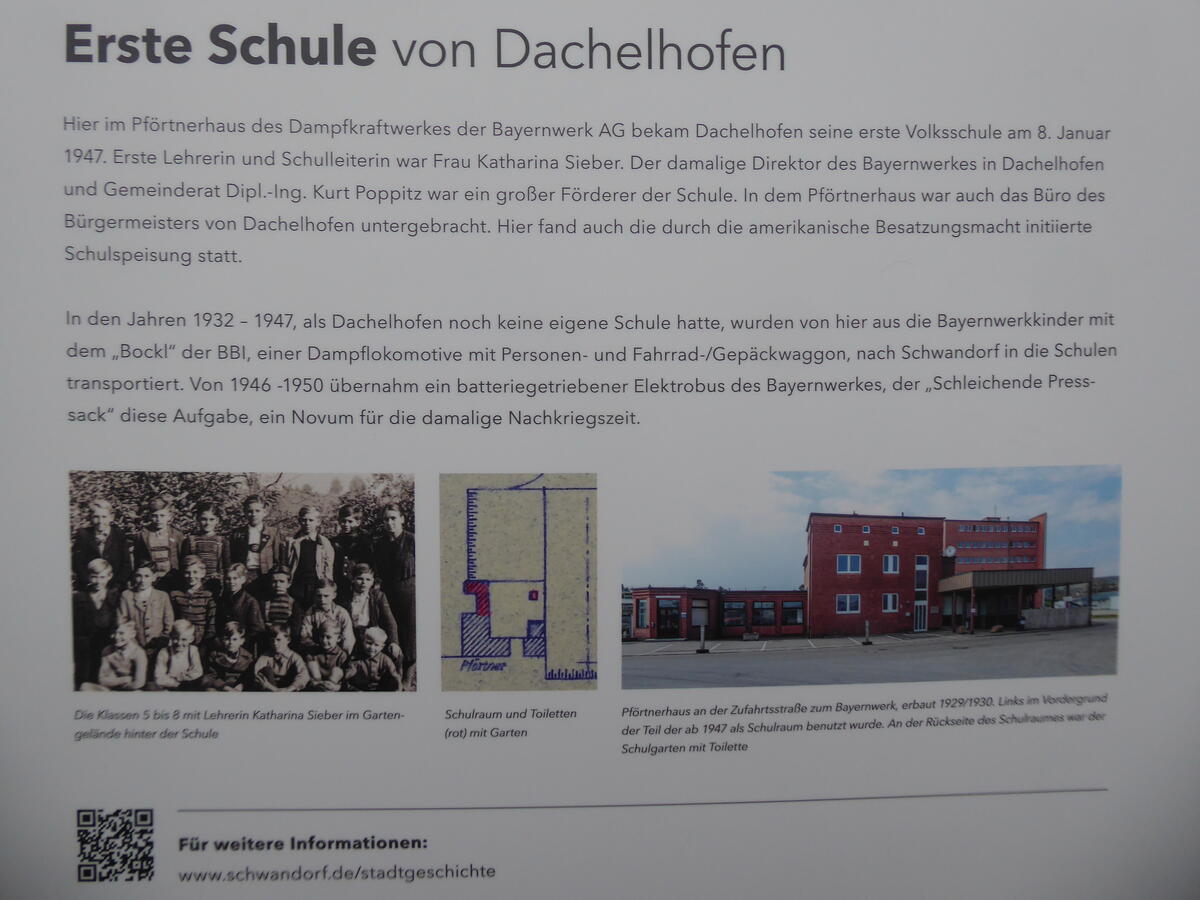 Erste Schule von Dachelhofen
Hier im Pförtnerhaus des Dampfkraftwerkes der Bayernwerk AG bekam Dachelhofen seine erste Volksschule am 8. Januar
1947. Erste Lehrerin und Schulleiterin war Frau Katharina Sieber. Der damalige Direktor des Bayernwerkes in Dachelhofen
und Gemeinderat Dipl.-Ing. Kurt Poppitz war ein großer Förderer der Schule. In dem Pförtnerhaus war auch das Büro des
Bürgermeisters von Dachelhofen untergebracht. Hier fand auch die durch die amerikanische Besatzungsmacht initiierte
Schulspeisung statt.
In den Jahren 1932 – 1947, als Dachelhofen noch keine eigene Schule hatte, wurden von hier aus die Bayernwerkkinder mit
dem „Bockl“ der BBI, einer Dampflokomotive mit Personen- und Fahrrad-/Gepäckwaggon, nach Schwandorf in die Schulen
transportiert. Von 1946 -1950 übernahm ein batteriegetriebener Elektrobus des Bayernwerkes, der „Schleichende Press-
sack“ diese Aufgabe, ein Novum für die damalige Nachkriegszeit.
Pförtner
Die Klassen 5 bis 8 mit Lehrerin Katharina Sieber im Garten-
gelände hinter der Schule
Schulraum und Toiletten
(rot) mit Garten
Pförtnerhaus an der Zufahrtsstraße zum Bayernwerk, erbaut 1929/1930. Links im Vordergrund
der Teil der ab 1947 als Schulraum benutzt wurde. An der Rückseite des Schulraumes war der
Schulgarten mit Toilette
Für weitere Informationen:
www.schwandorf.de/stadtgeschichte